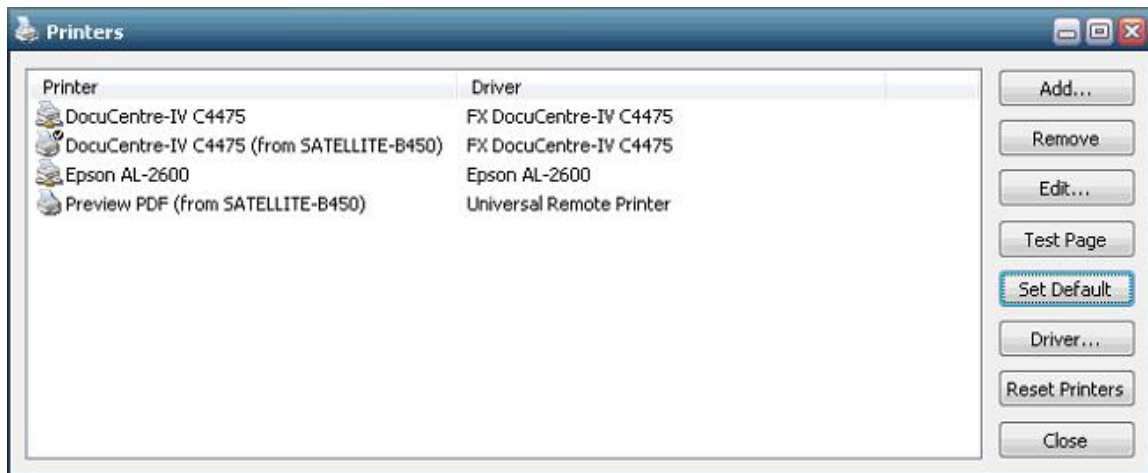 Printers
Printer Driver
DocuCentre-IV C4475 FX DocuCentre-IV C4475
DocuCentre-IV C4475 (from SATELLITE-B450) FX DocuCentre-IV C4475
Epson AL-2600 Epson AL-2600
Preview PDF (from SATELLITE-B450) Universal Remote Printer
Add...
Remove
Edit...
Test Page
Set Default
Driver...
Reset Printers
Close